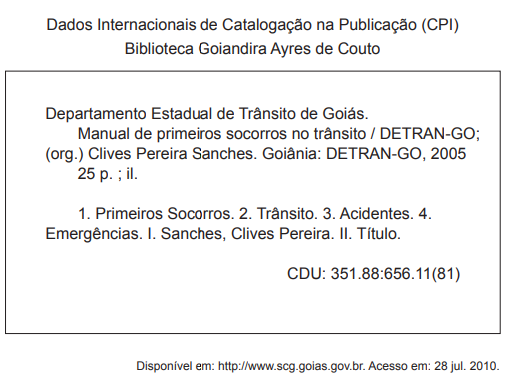 Dados Internacionais de Catalogação na Publicação (CPI)
Biblioteca Goiandira Ayres de Couto
Departamento Estadual de Trânsito de Goiás.
Manual de primeiros socorros no trânsito / DETRAN-GO;
(org.) Clives Pereira Sanches. Goiânia: DETRAN-GO, 2005
25 p. ; il.
1. Primeiros Socorros. 2. Trânsito. 3. Acidentes. 4.
Emergências. I. Sanches, Clives Pereira. II. Título.
CDU: 351.88:656.11(81)
Disponível em: http://www.scg.goias.gov.br. Acesso em: 28 jul. 2010.